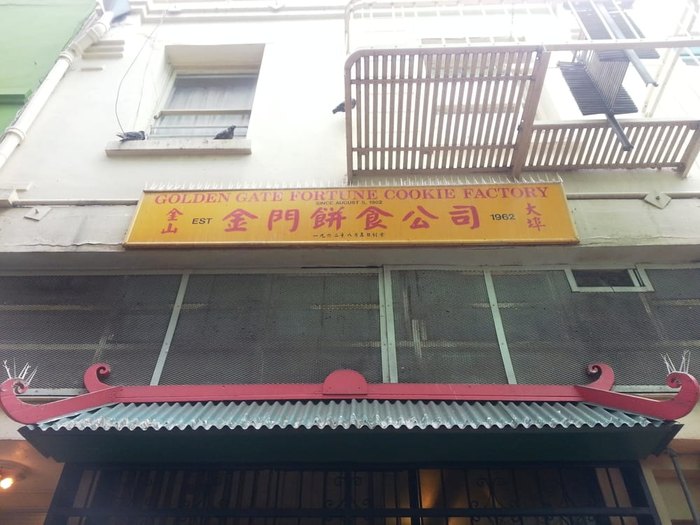 GOLDEN GATE FORTUNE COOKIE FACTORY
SINCE AUGUST 5, 1962
金山 EST 金門餅食公司 1962 大埠